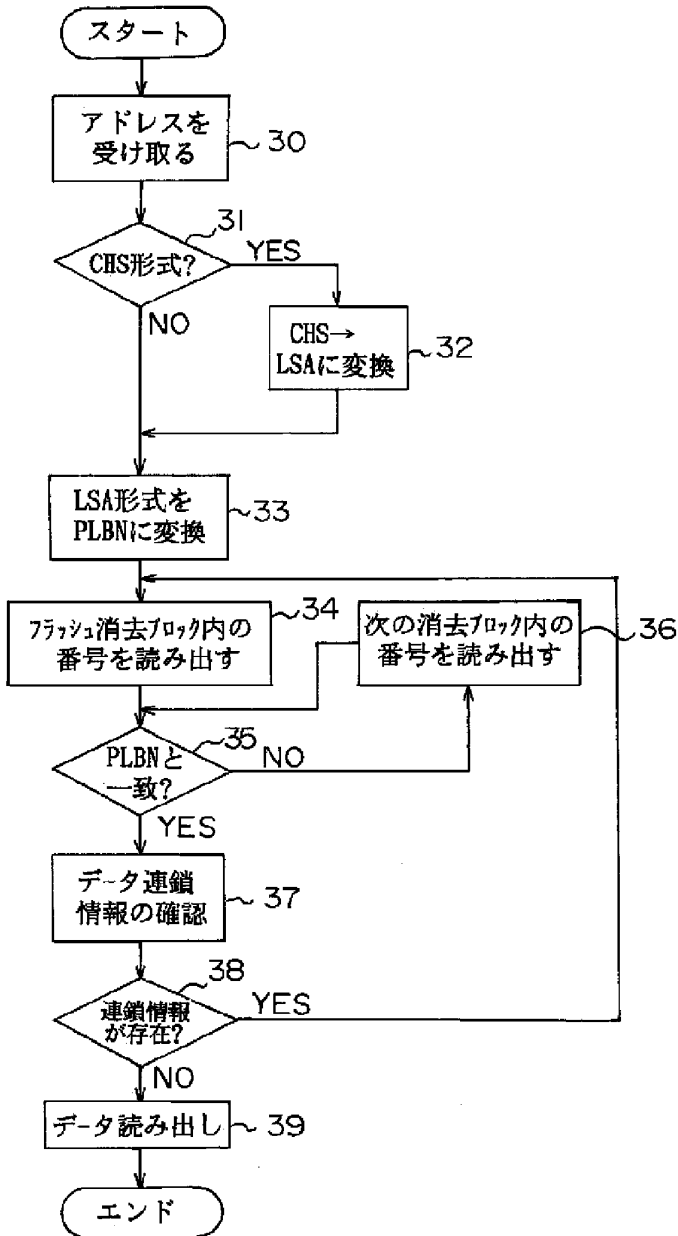 スタート
アドレスを
受け取る
30
31
CHS形式?
YES
NO
CHS→
LSAに変換
32
LSA形式を
PLBNに変換
33
フラッシュ消去ブロック内の
番号を読み出す
34
次の消去ブロック内の
番号を読み出す
36
35
PLBNと
一致?
NO
YES
データ連鎖
情報の確認
37
38
連鎖情報
が存在?
YES
NO
データ読み出し
39
エンド